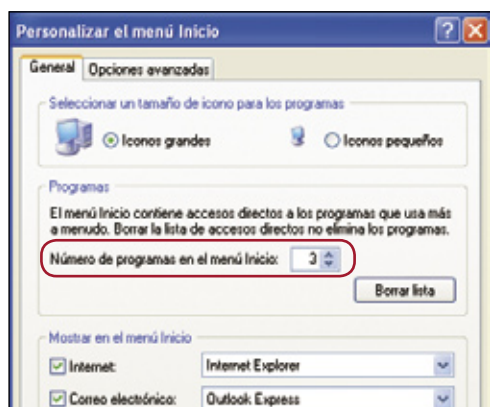 Personalizar el menú Inicio
General Opciones avanzadas
Seleccionar un tamaño de icono para los programas
Iconos grandes Iconos pequeños
Programas
El menú Inicio contiene accesos directos a los programas que usa más
a menudo. Borrar la lista de accesos directos no elimina los programas.
Número de programas en el menú Inicio: 3
Borrar lista
Mostrar en el menú Inicio
Internet: Internet Explorer
Correo electrónico: Outlook Express